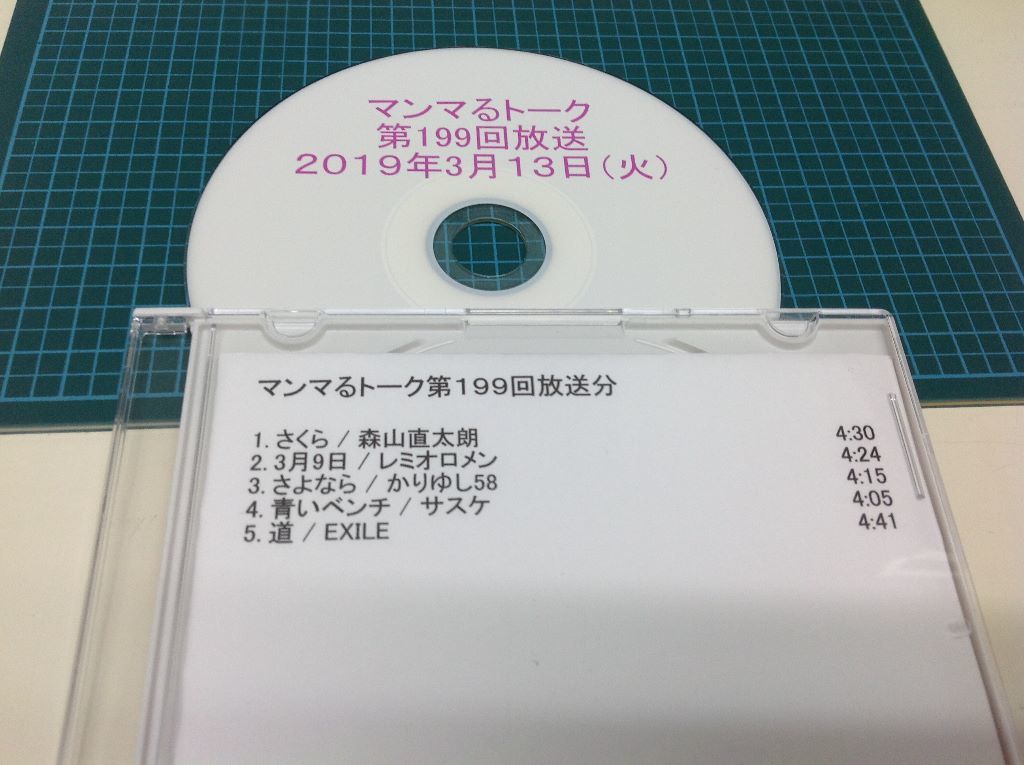 マンマるトーク
第199回放送
2019年3月13日(火)
マンマるトーク第199回放送分
1. さくら / 森山直太朗 4:30
2. 3月9日 / レミオロメン 4:24
3. さよなら / かりゆし58 4:15
4. 青いベンチ / サスケ 4:05
5. 道 / EXILE 4:41